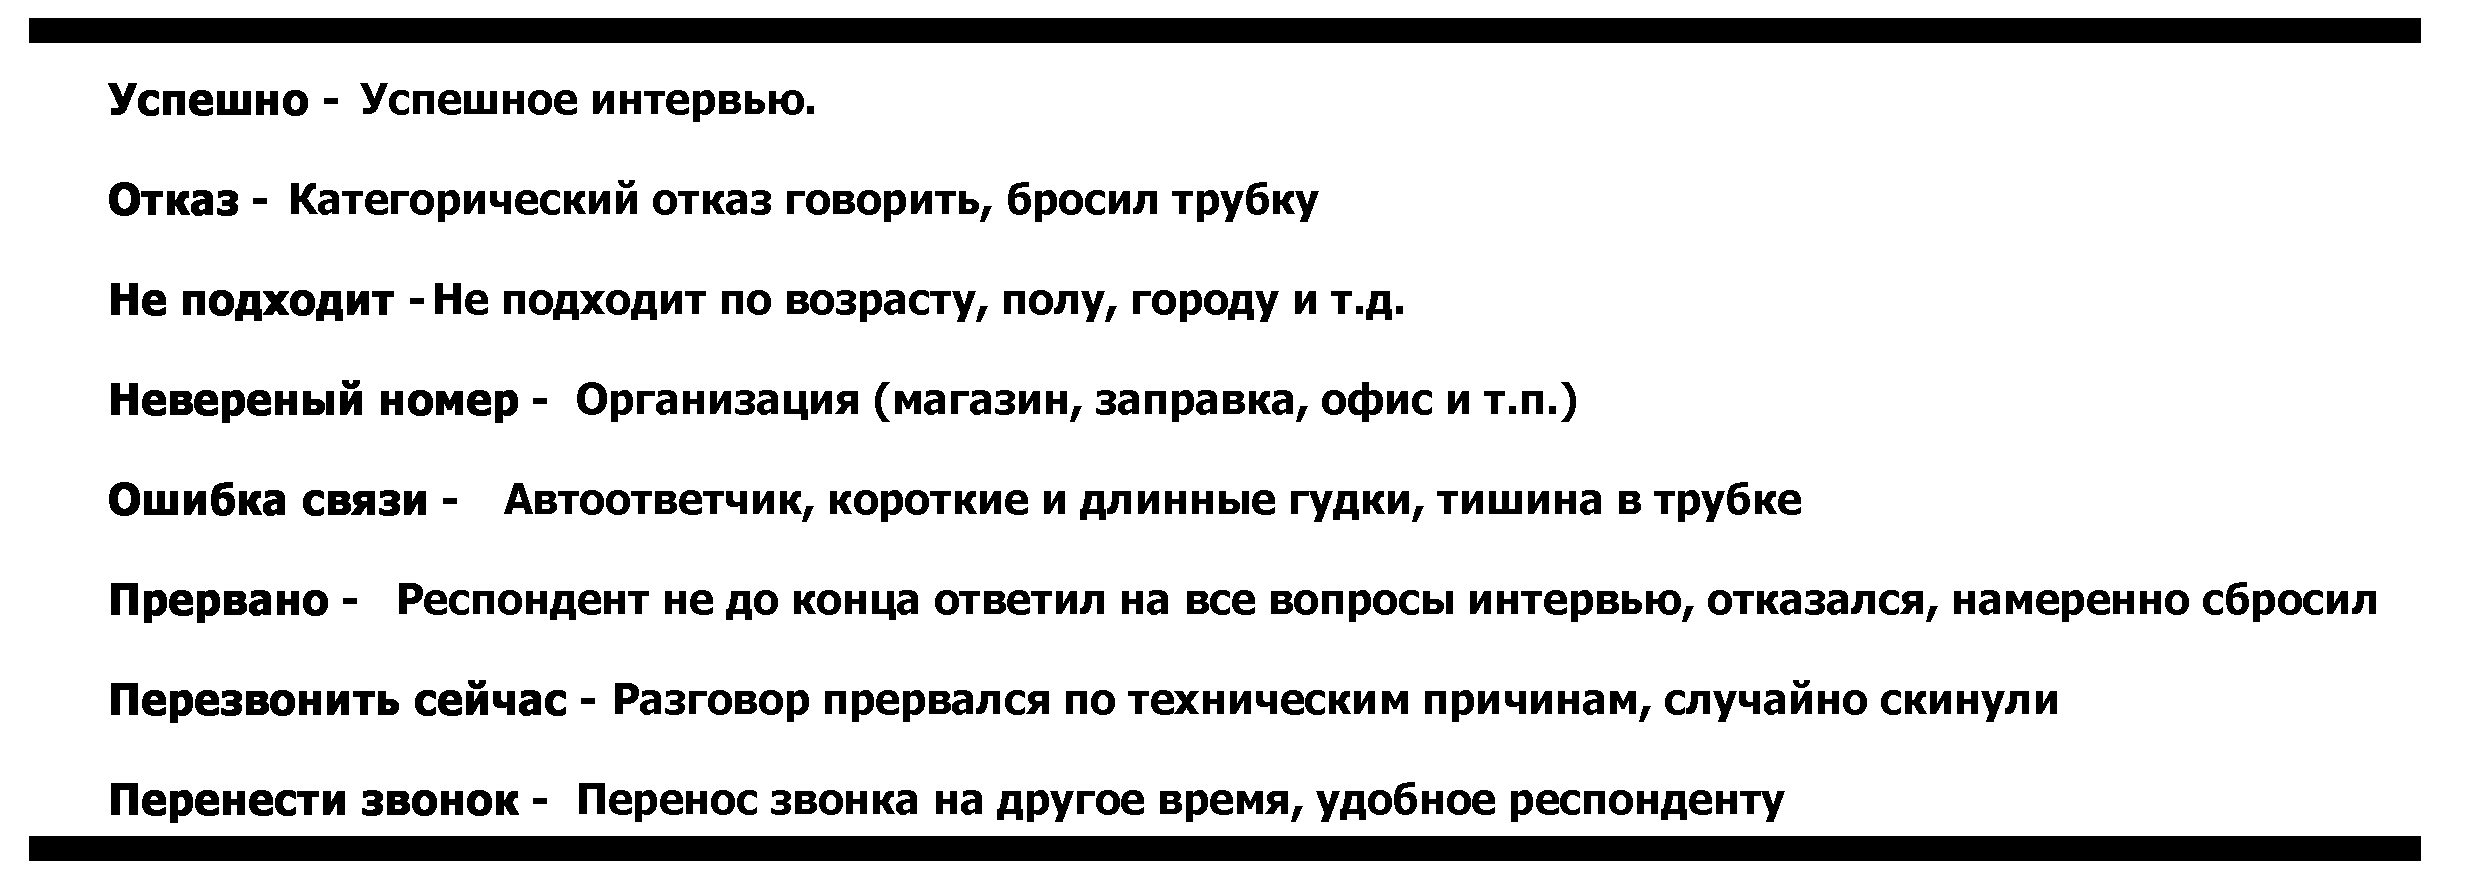 Успешно - Успешное интервью.
Отказ - Категорический отказ говорить, бросил трубку
Не подходит - Не подходит по возрасту, полу, городу и т.д.
Невереный номер - Организация (магазин, заправка, офис и т.п.)
Ошибка связи - Автоответчик, короткие и длинные гудки, тишина в трубке
Прервано - Респондент не до конца ответил на все вопросы интервью, отказался, намеренно сбросил
Перезвонить сейчас - Разговор прервался по техническим причинам, случайно скинули
Перенести звонок - Перенос звонка на другое время, удобное респонденту